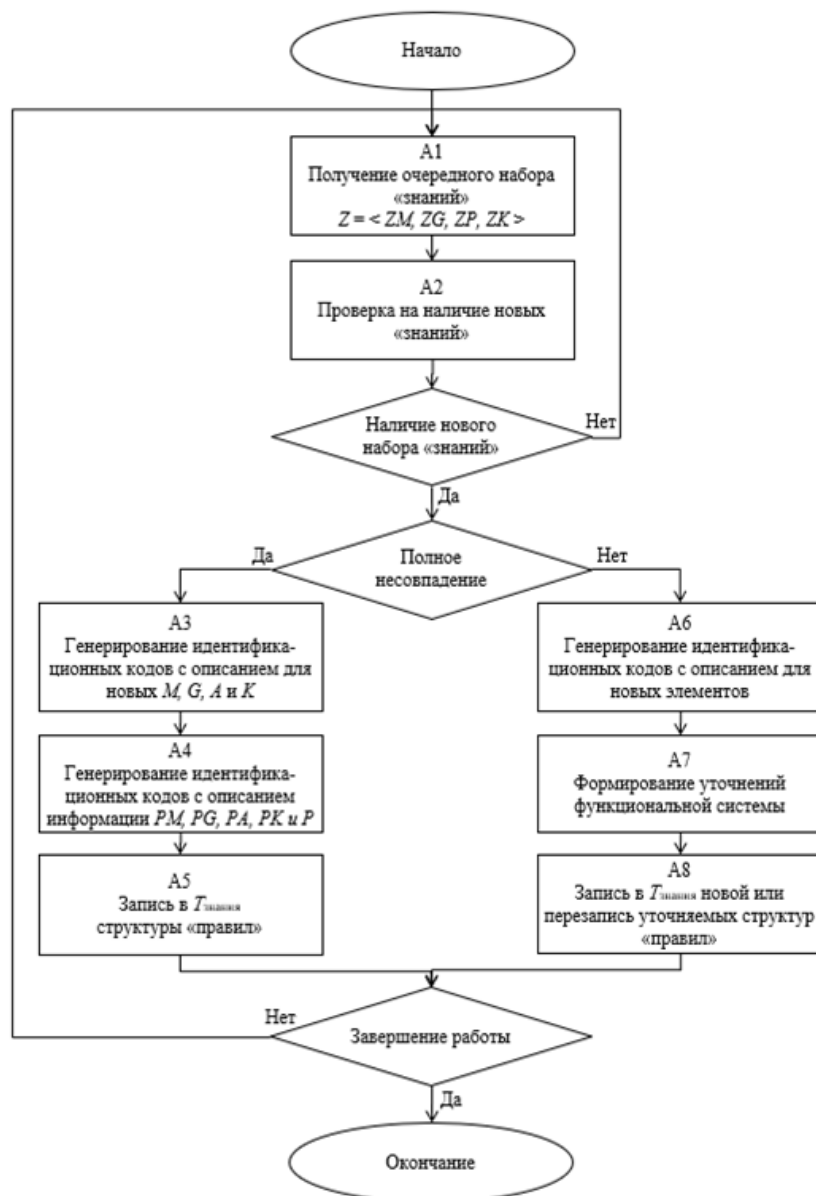 Начало
А1
Получение очередного набора
«знаний»
Z = < ZM, ZG, ZP, ZK >
А2
Проверка на наличие новых
«знаний»
Наличие нового
набора «знаний»
Нет
Да
Полное
несовпадение
Да
Нет
А3
Генерирование идентифика-
ционных кодов с описанием для
новых M, G, A и K
А4
Генерирование идентифика-
ционных кодов с описанием
информации PM, PG, PA, PK и P
А5
Запись в Tзнания
структуры «правил»
А6
Генерирование идентифика-
ционных кодов с описанием для
новых элементов
А7
Формирование уточнений
функциональной системы
А8
Запись в Tзнания новой или
перезапись уточняемых структур
«правил»
Нет
Завершение работы
Да
Окончание